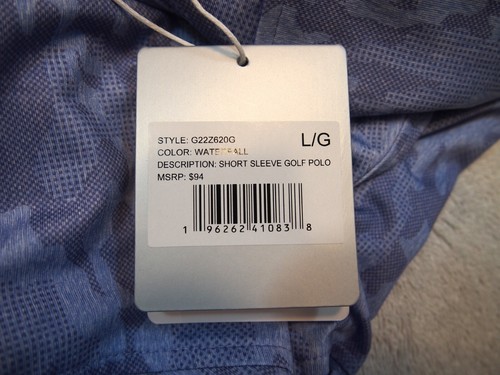 STYLE: G22Z620G
L/G
COLOR: WATERFALL
DESCRIPTION: SHORT SLEEVE GOLF POLO
MSRP: $94
1 96262 41083 8